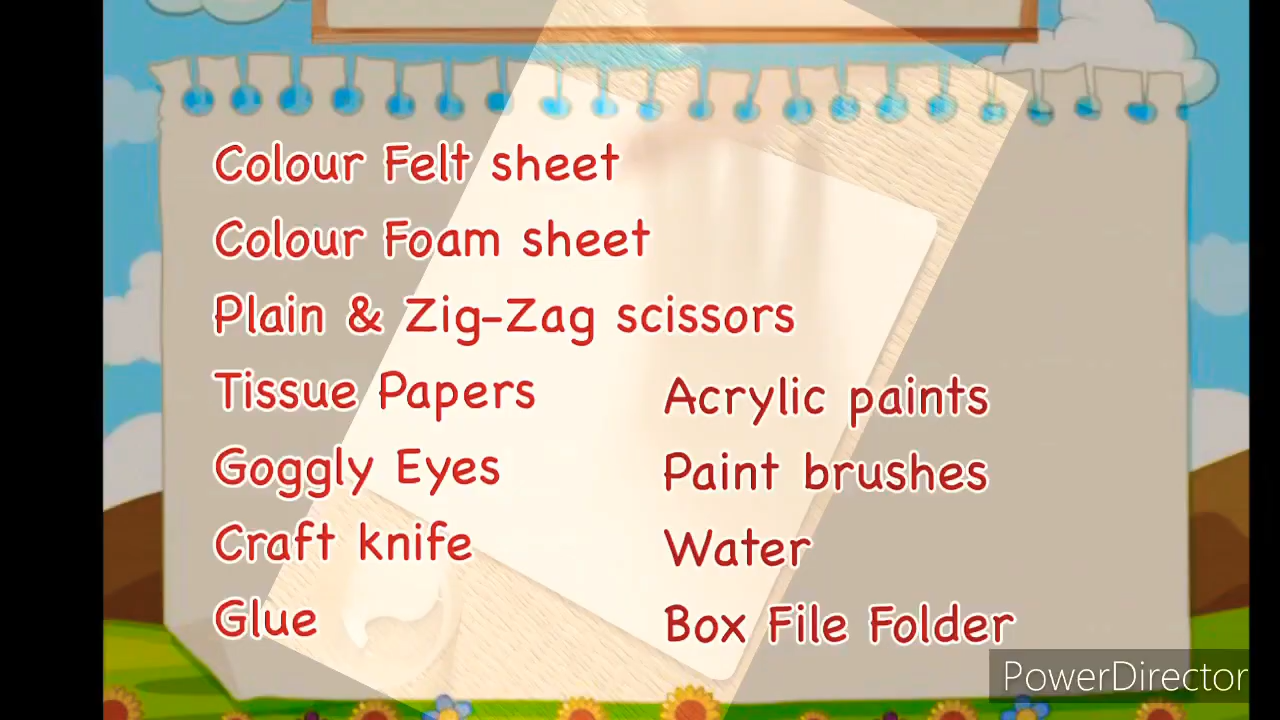 Colour Felt sheet
Colour Foam sheet
Plain & Zig-Zag scissors
Tissue Papers
Goggly Eyes
Craft knife
Glue
Acrylic paints
Paint brushes
Water
Box File Folder
PowerDirector